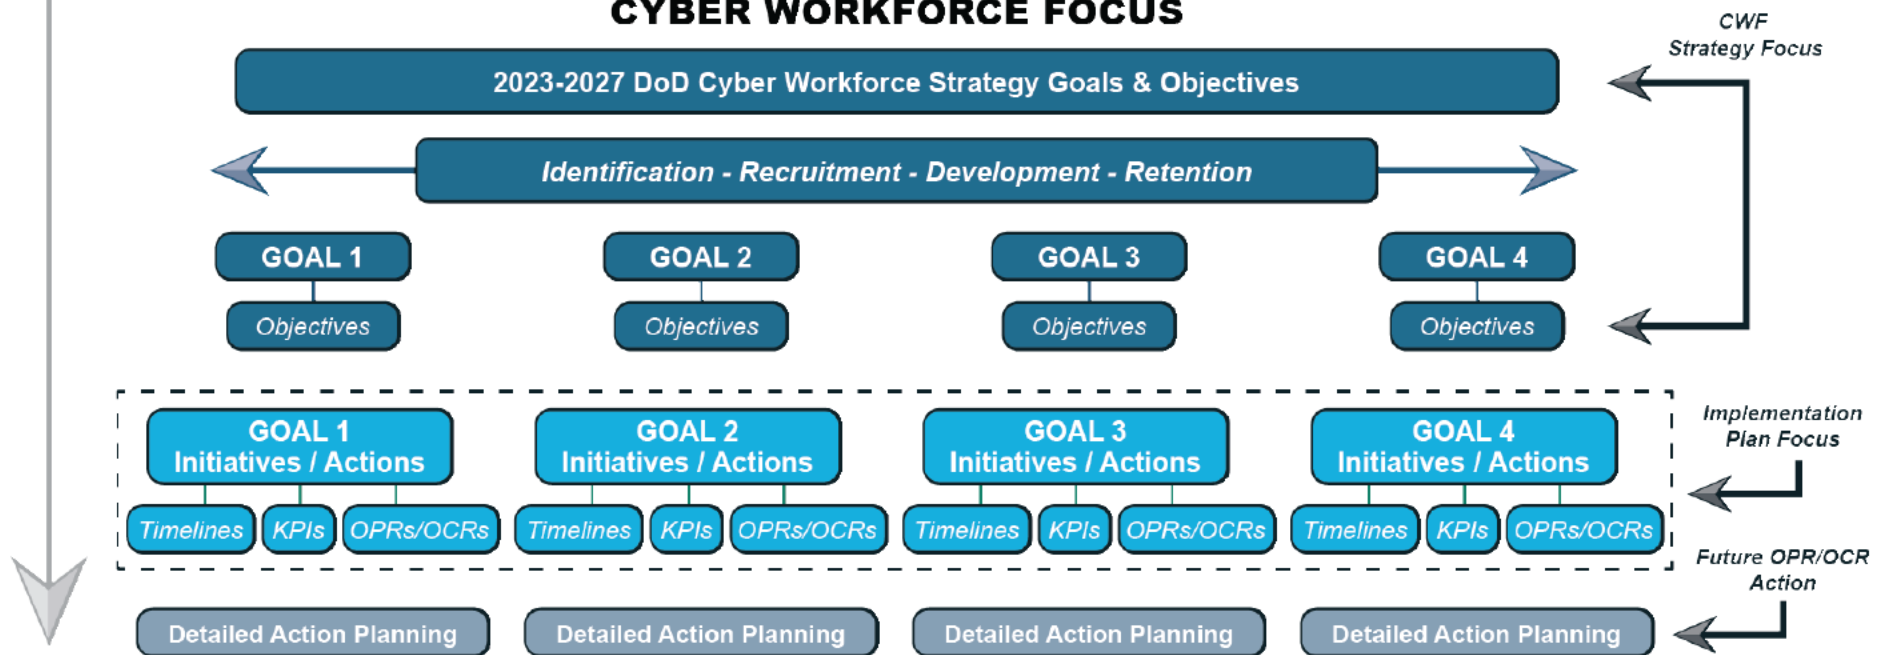 CYBER WORKFORCE FOCUS
CWF
Strategy Focus
2023-2027 DoD Cyber Workforce Strategy Goals & Objectives
Identification - Recruitment - Development - Retention
GOAL 1
GOAL 2
GOAL 3
GOAL 4
Objectives
Objectives
Objectives
Objectives
GOAL 1
Initiatives / Actions
GOAL 2
Initiatives / Actions
GOAL 3
Initiatives / Actions
GOAL 4
Initiatives / Actions
Implementation
Plan Focus
Timelines
KPIs
OPRs/OCRs
Timelines
KPIs
OPRs/OCRs
Timelines
KPIs
OPRs/OCRs
Timelines
KPIs
OPRs/OCRs
Future OPR/OCR
Action
Detailed Action Planning
Detailed Action Planning
Detailed Action Planning
Detailed Action Planning